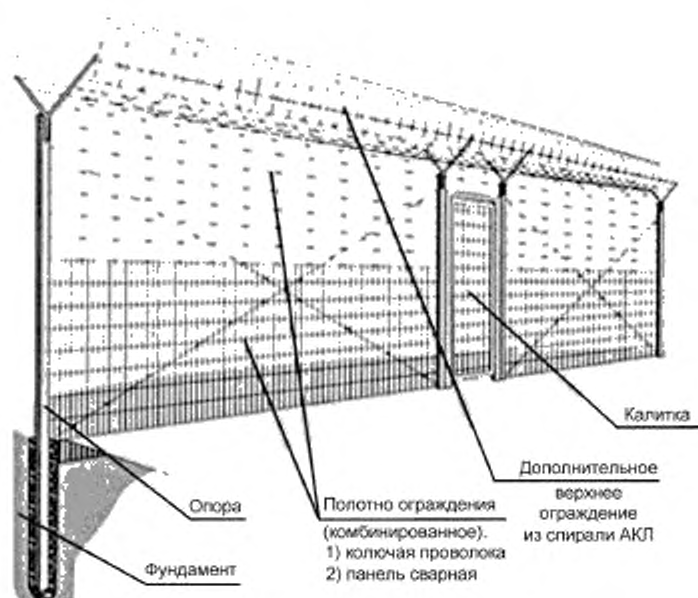 Калитка
Дополнительное
верхнее
ограждение
из спирали АКЛ
Опора
Полотно ограждения
(комбинированное).
1) колючая проволока
2) панель сварная
Фундамент